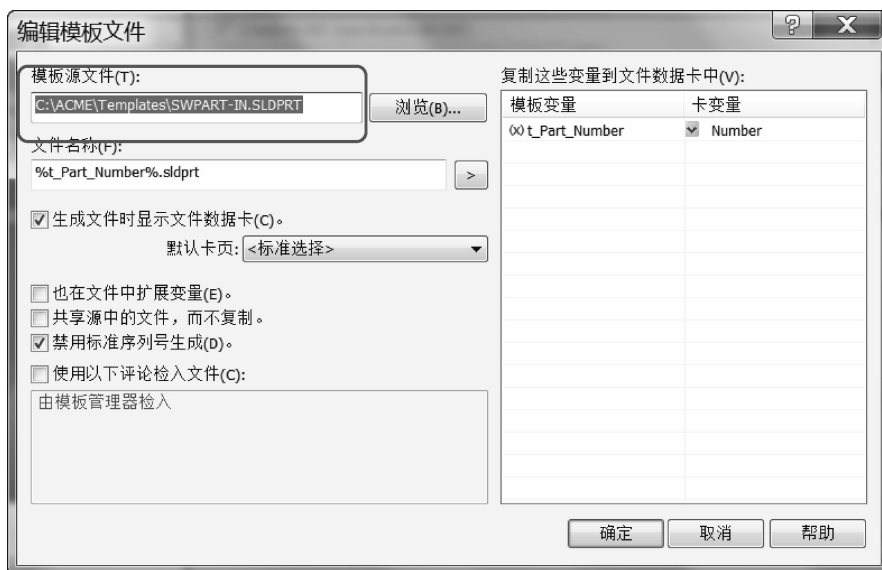 编辑模板文件
模板源文件(T):
C:\ACME\Templates\SWPART-IN.SLDPRT
浏览(B)...
文件名称(F):
%t_Part_Number%.sldprt
>
生成文件时显示文件数据卡(C)。
默认卡页: <标准选择>
也在文件中扩展变量(E)。
共享源中的文件，而不复制。
禁用标准序列号生成(D)。
使用以下评论检入文件(C):
由模板管理器检入
复制这些变量到文件数据卡中(V):
模板变量 卡变量
(x) t_Part_Number Number
确定 取消 帮助